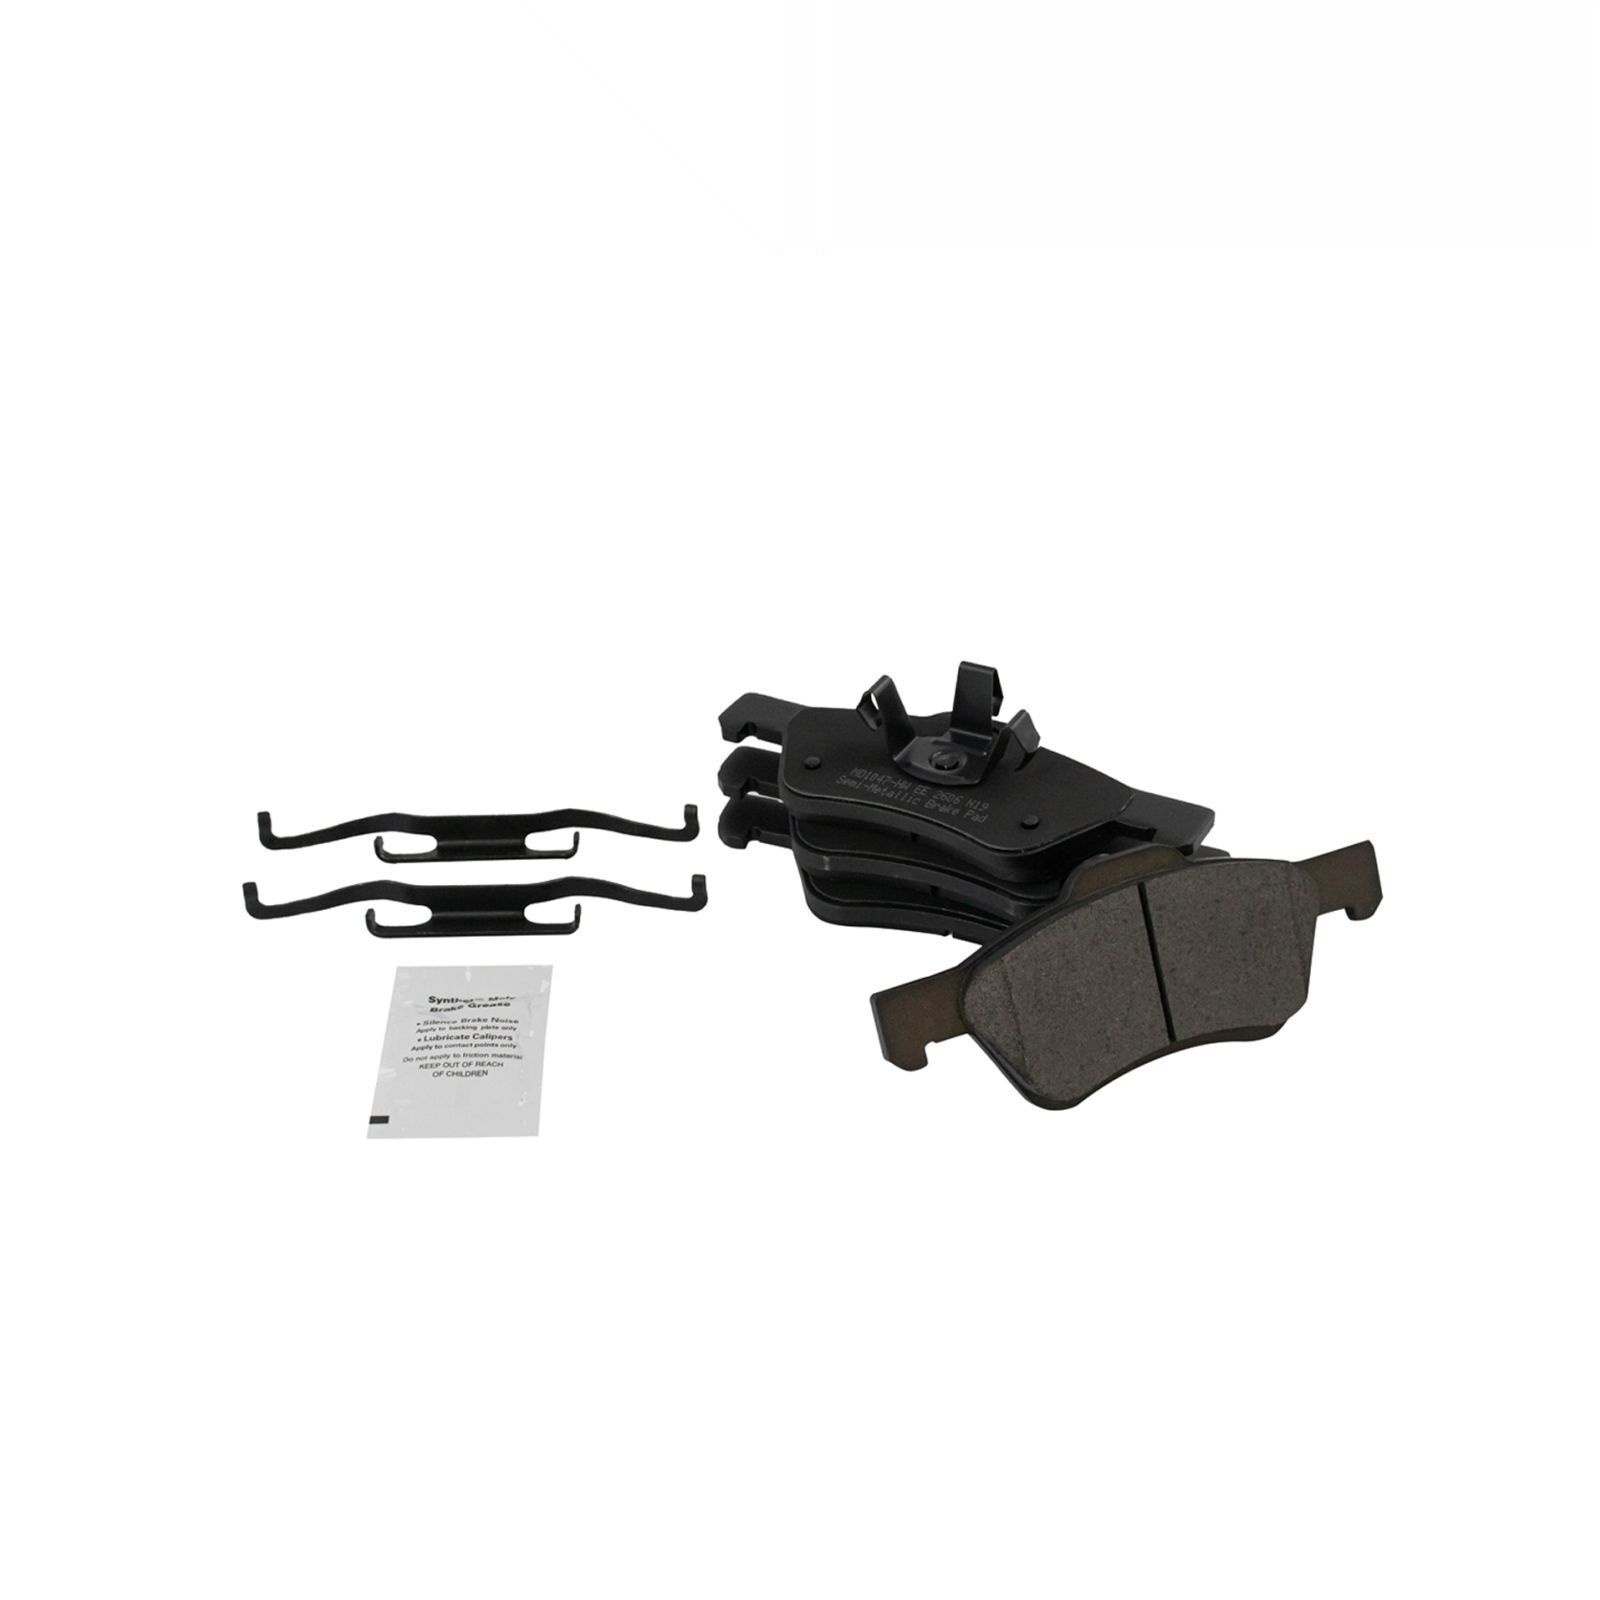 MD1047-HW EE 2606 N19
Semi-Metallic Brake Pad
Brake Grease
• Silence Brake Noise
Apply to backing plate only
• Lubricate Calipers
Apply to contact points only
Do not apply to friction material
KEEP OUT OF REACH
OF CHILDREN